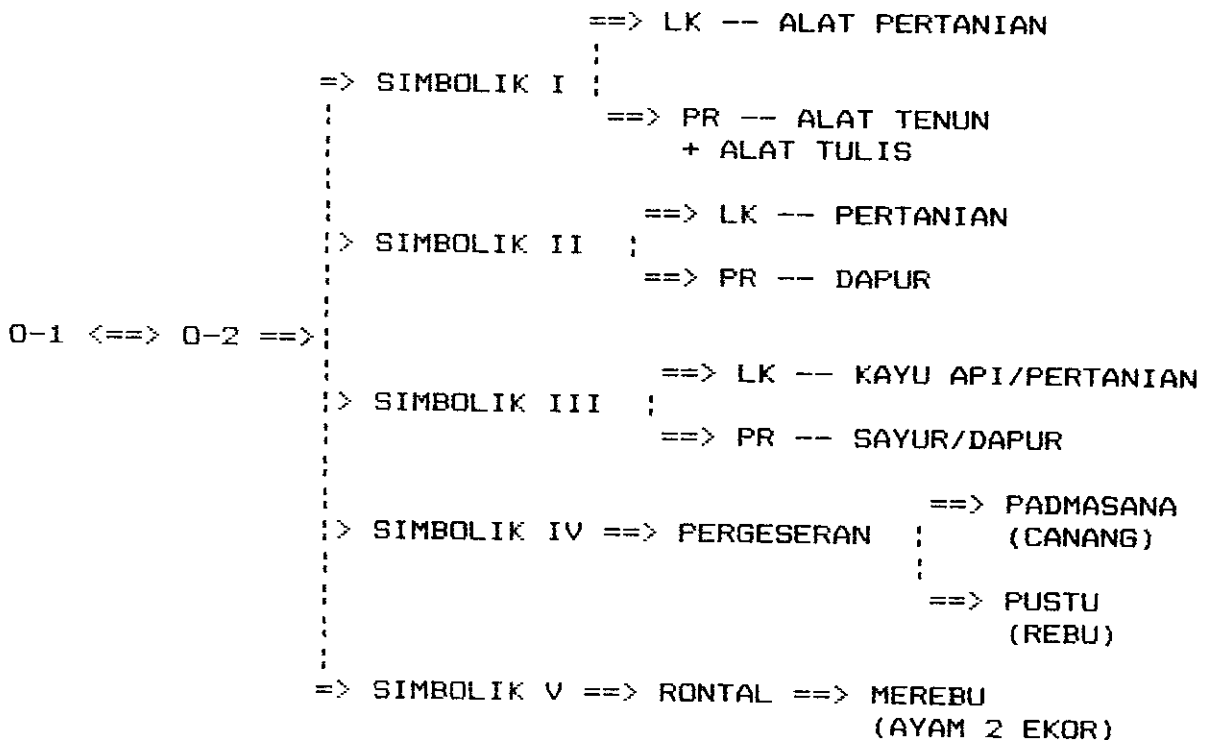 ==> LK -- ALAT PERTANIAN
=> SIMBOLIK I
==> PR -- ALAT TENUN
+ ALAT TULIS
==> LK -- PERTANIAN
> SIMBOLIK II
==> PR -- DAPUR
O-1 <==> O-2 ==>
==> LK -- KAYU API/PERTANIAN
> SIMBOLIK III
==> PR -- SAYUR/DAPUR
==> PADMASANA
> SIMBOLIK IV ==> PERGESERAN
(CANANG)
==> PUSTU
(REBU)
=> SIMBOLIK V ==> RONTAL ==> MEREBU
(AYAM 2 EKOR)